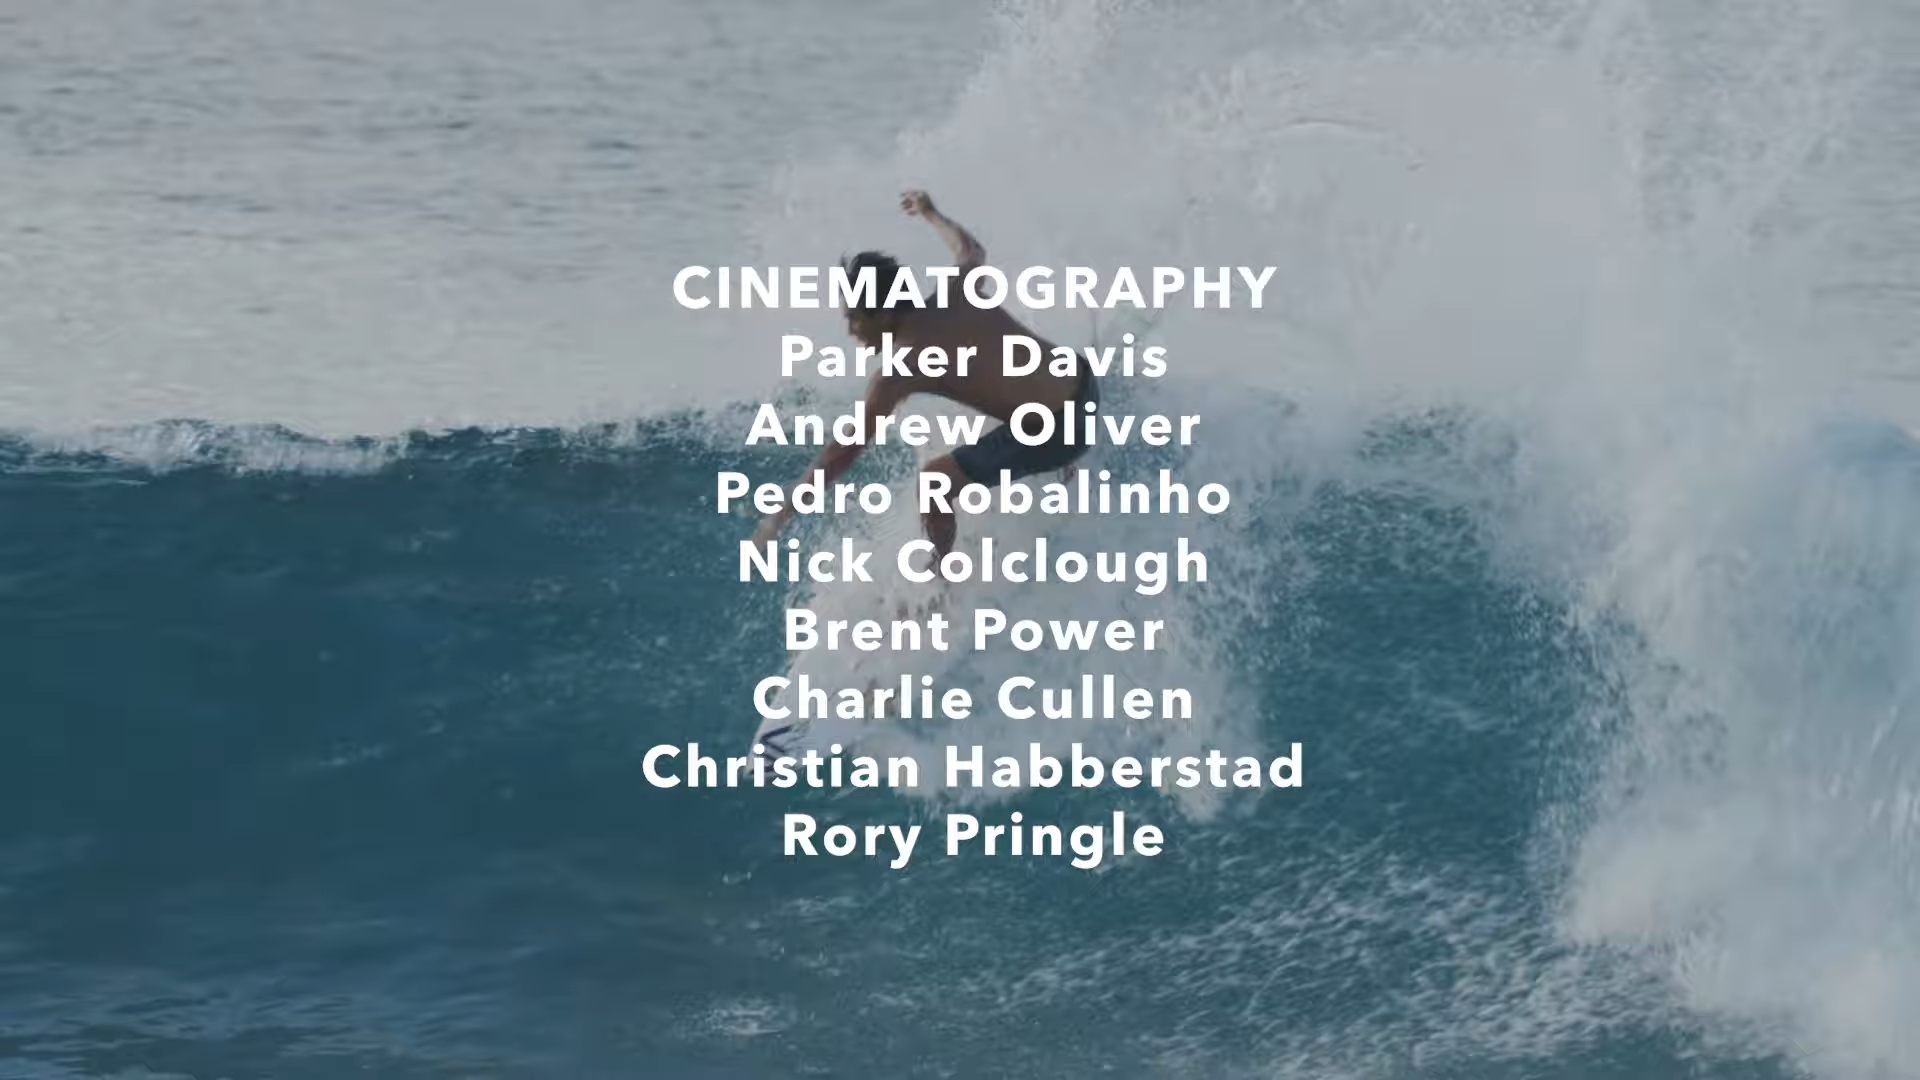 CINEMATOGRAPHY
Parker Davis
Andrew Oliver
Pedro Robalinho
Nick Colclough
Brent Power
Charlie Cullen
Christian Habberstad
Rory Pringle